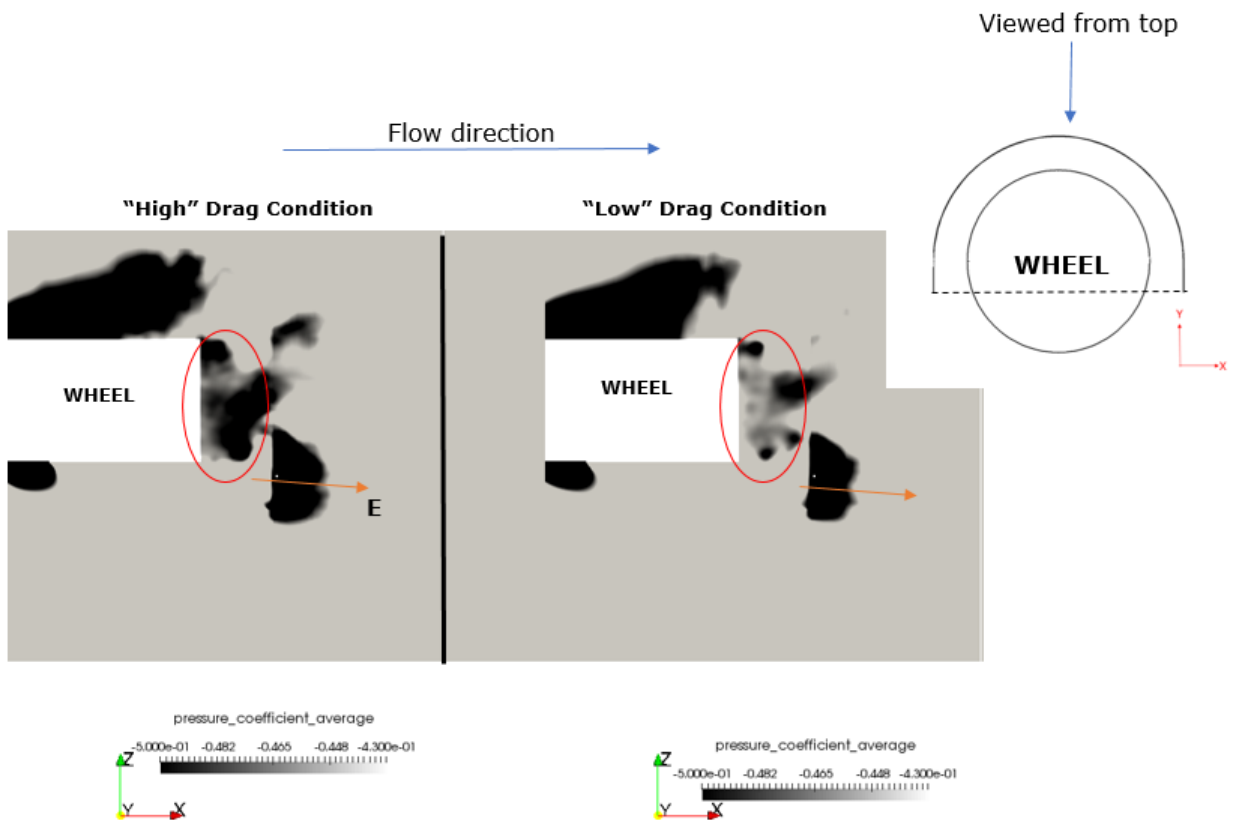 Viewed from top
Flow direction
“High” Drag Condition
“Low” Drag Condition
WHEEL
Y
X
WHEEL
WHEEL
E
pressure_coefficient_average
-5.000e-01 -0.482 -0.465 -0.448 -4.300e-01
Z
Y
X
pressure_coefficient_average
-5.000e-01 -0.482 -0.465 -0.448 -4.300e-01
Z
Y
X